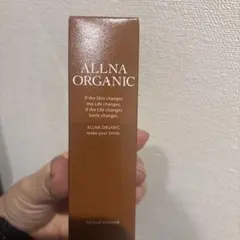 ALLNA
ORGANIC
If the Skin changes
the Life changes.
If the Life changes
Smile changes.
ALLNA ORGANIC
make your Smile